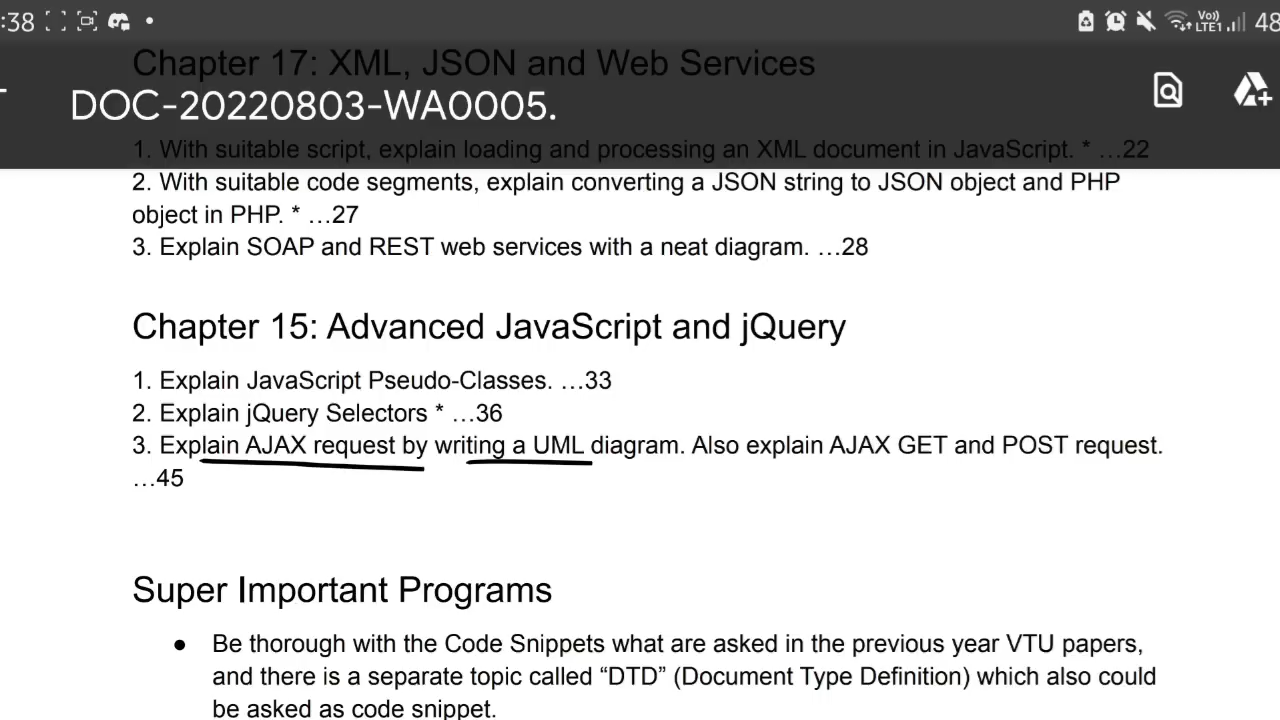 :38
Vo))
LTE1
48
Chapter 17: XML, JSON and Web Services
DOC-20220803-WA0005.
1. With suitable script, explain loading and processing an XML document in JavaScript. * …22
2. With suitable code segments, explain converting a JSON string to JSON object and PHP
object in PHP. * …27
3. Explain SOAP and REST web services with a neat diagram. …28
Chapter 15: Advanced JavaScript and jQuery
1. Explain JavaScript Pseudo-Classes. …33
2. Explain jQuery Selectors * …36
3. Explain AJAX request by writing a UML diagram. Also explain AJAX GET and POST request.
…45
Super Important Programs
● Be thorough with the Code Snippets what are asked in the previous year VTU papers,
and there is a separate topic called “DTD” (Document Type Definition) which also could
be asked as code snippet.